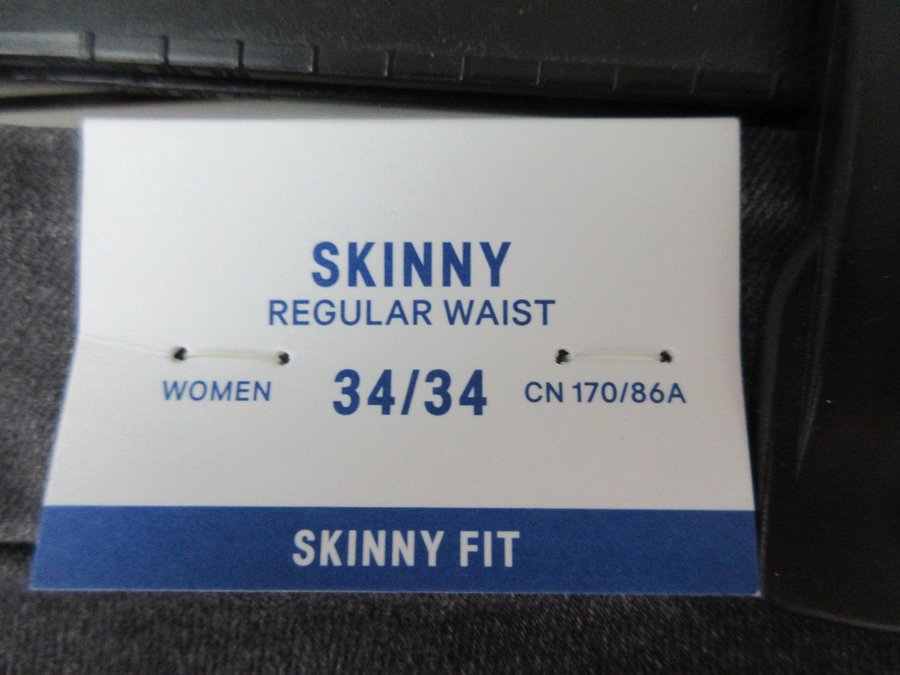 SKINNY
REGULAR WAIST
WOMEN 34/34 CN 170/86A
SKINNY FIT